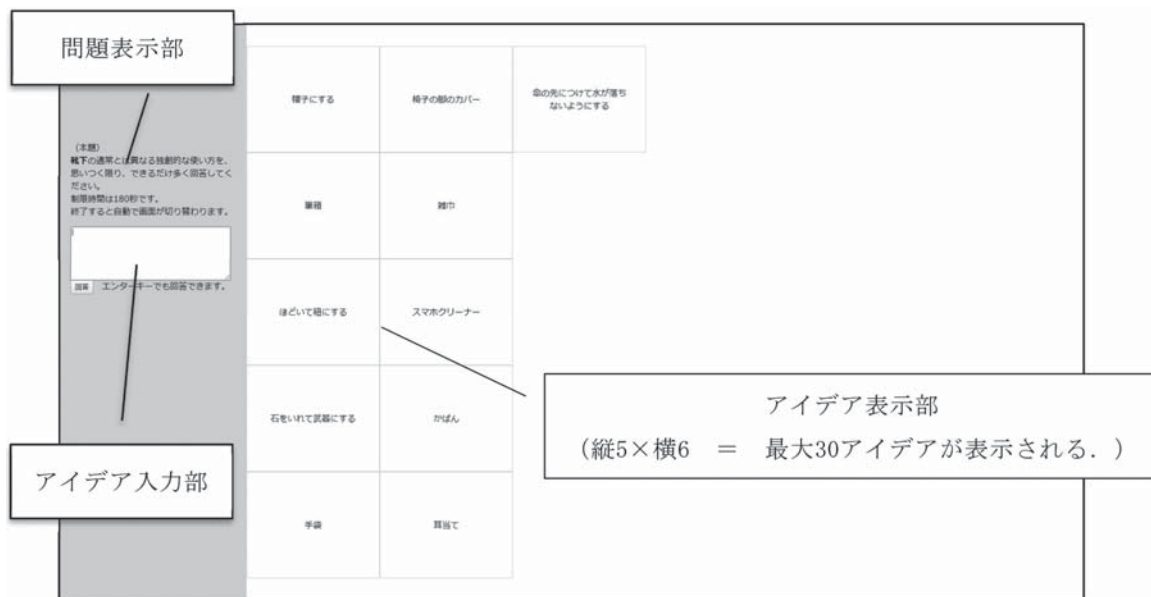 問題表示部
(本題)
靴下の通常とは異なる独創的な使い方を、
思いつく限り、できるだけ多く回答してく
ださい。
制限時間は180秒です。
終了すると自動で画面が切り替わります。
回答 エンターキーでも回答できます。
アイデア入力部
帽子にする
椅子の脚のカバー
傘の先につけて水が落ち
ないようにする
筆箱
雑巾
ほどいて紐にする
スマホクリーナー
石をいれて武器にする
かばん
手袋
耳当て
アイデア表示部
(縦5×横6 = 最大30アイデアが表示される.)